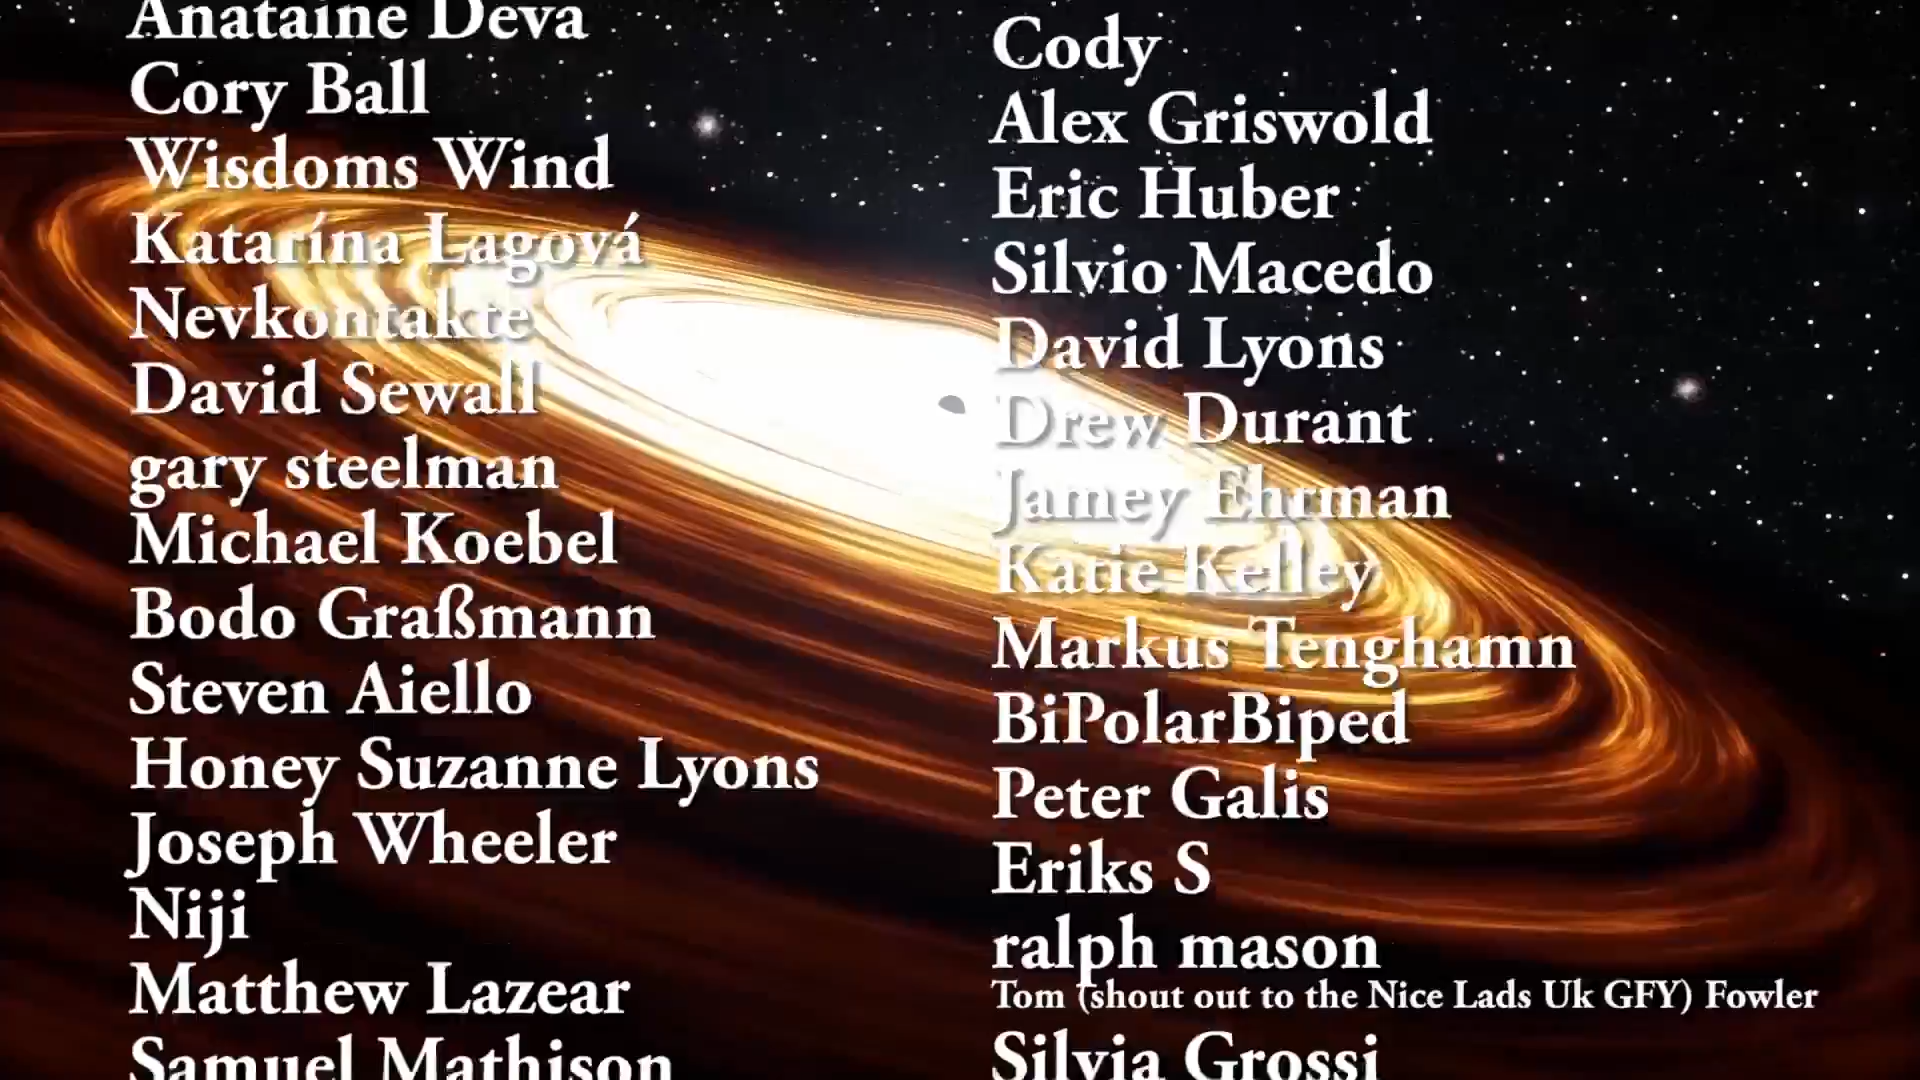 Anataine Deva
Cory Ball
Wisdoms Wind
Katarína Lagová
Nevkontakte
David Sewall
gary steelman
Michael Koebel
Bodo Graßmann
Steven Aiello
Honey Suzanne Lyons
Joseph Wheeler
Niji
Matthew Lazear
Samuel Mathison
Cody
Alex Griswold
Eric Huber
Silvio Macedo
David Lyons
Drew Durant
Jamey Ehrman
Katie Kelley
Markus Tenghamn
BiPolarBiped
Peter Galis
Eriks S
ralph mason
Tom (shout out to the Nice Lads Uk GFY) Fowler
Silvia Grossi